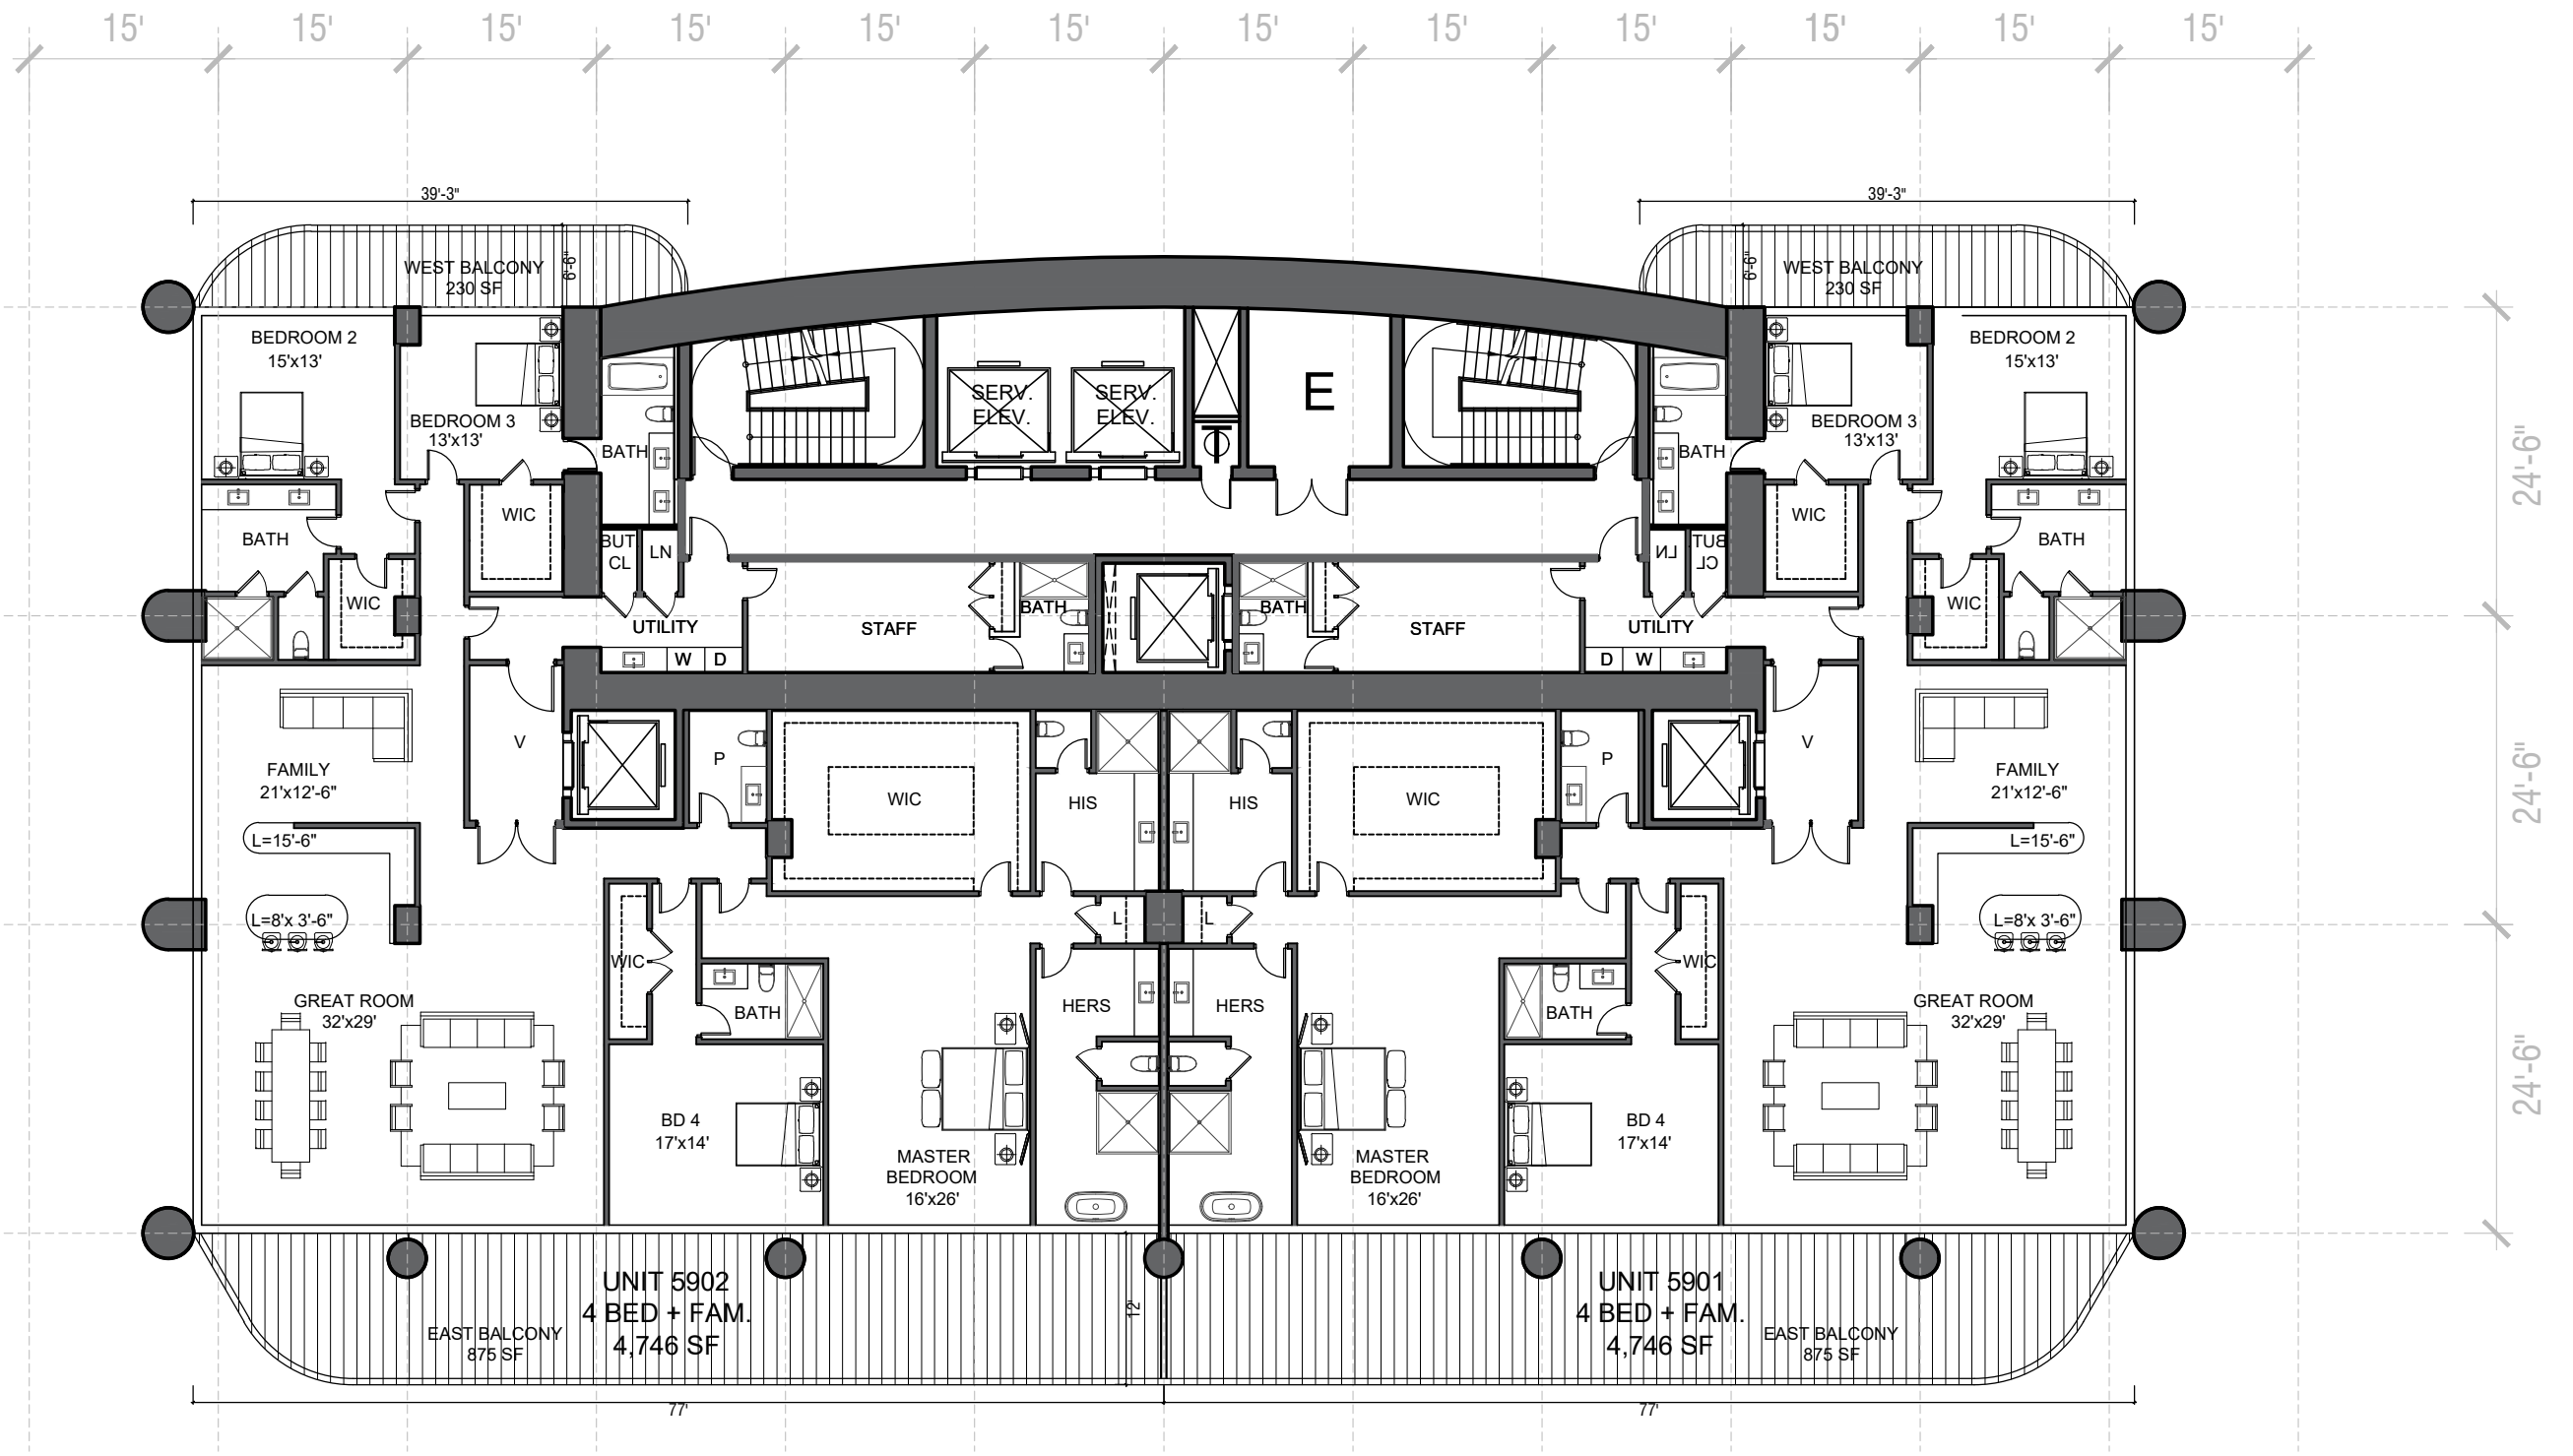 15' 15' 15' 15' 15' 15' 15' 15' 15' 15' 15' 15'
39'-3" 39'-3"
WEST BALCONY
230 SF
6'-6"
WEST BALCONY
230 SF
6'-6"
BEDROOM 2
15'x13'
BEDROOM 3
13'x13'
BATH
SERV.
ELEV.
SERV.
ELEV.
E
T
BATH
BEDROOM 3
13'x13'
BEDROOM 2
15'x13'
24'-6"
BATH
WIC
WIC
BUT
CL
LN
UTILITY
W D
STAFF
BATH
BATH
STAFF
UTILITY
D W
LN
BUT
CL
WIC
WIC
BATH
FAMILY
21'x12'-6"
V
P
WIC
HIS
HIS
WIC
P
V
FAMILY
21'x12'-6"
24'-6"
L=15'-6"
L=8'x 3'-6"
L
L
L=15'-6"
L=8'x 3'-6"
WIC
BATH
HERS
HERS
BATH
WIC
GREAT ROOM
32'x29'
GREAT ROOM
32'x29'
24'-6"
BD 4
17'x14'
MASTER
BEDROOM
16'x26'
MASTER
BEDROOM
16'x26'
BD 4
17'x14'
UNIT 5902
4 BED + FAM.
4,746 SF
EAST BALCONY
875 SF
12'
UNIT 5901
4 BED + FAM.
4,746 SF
EAST BALCONY
875 SF
77' 77'